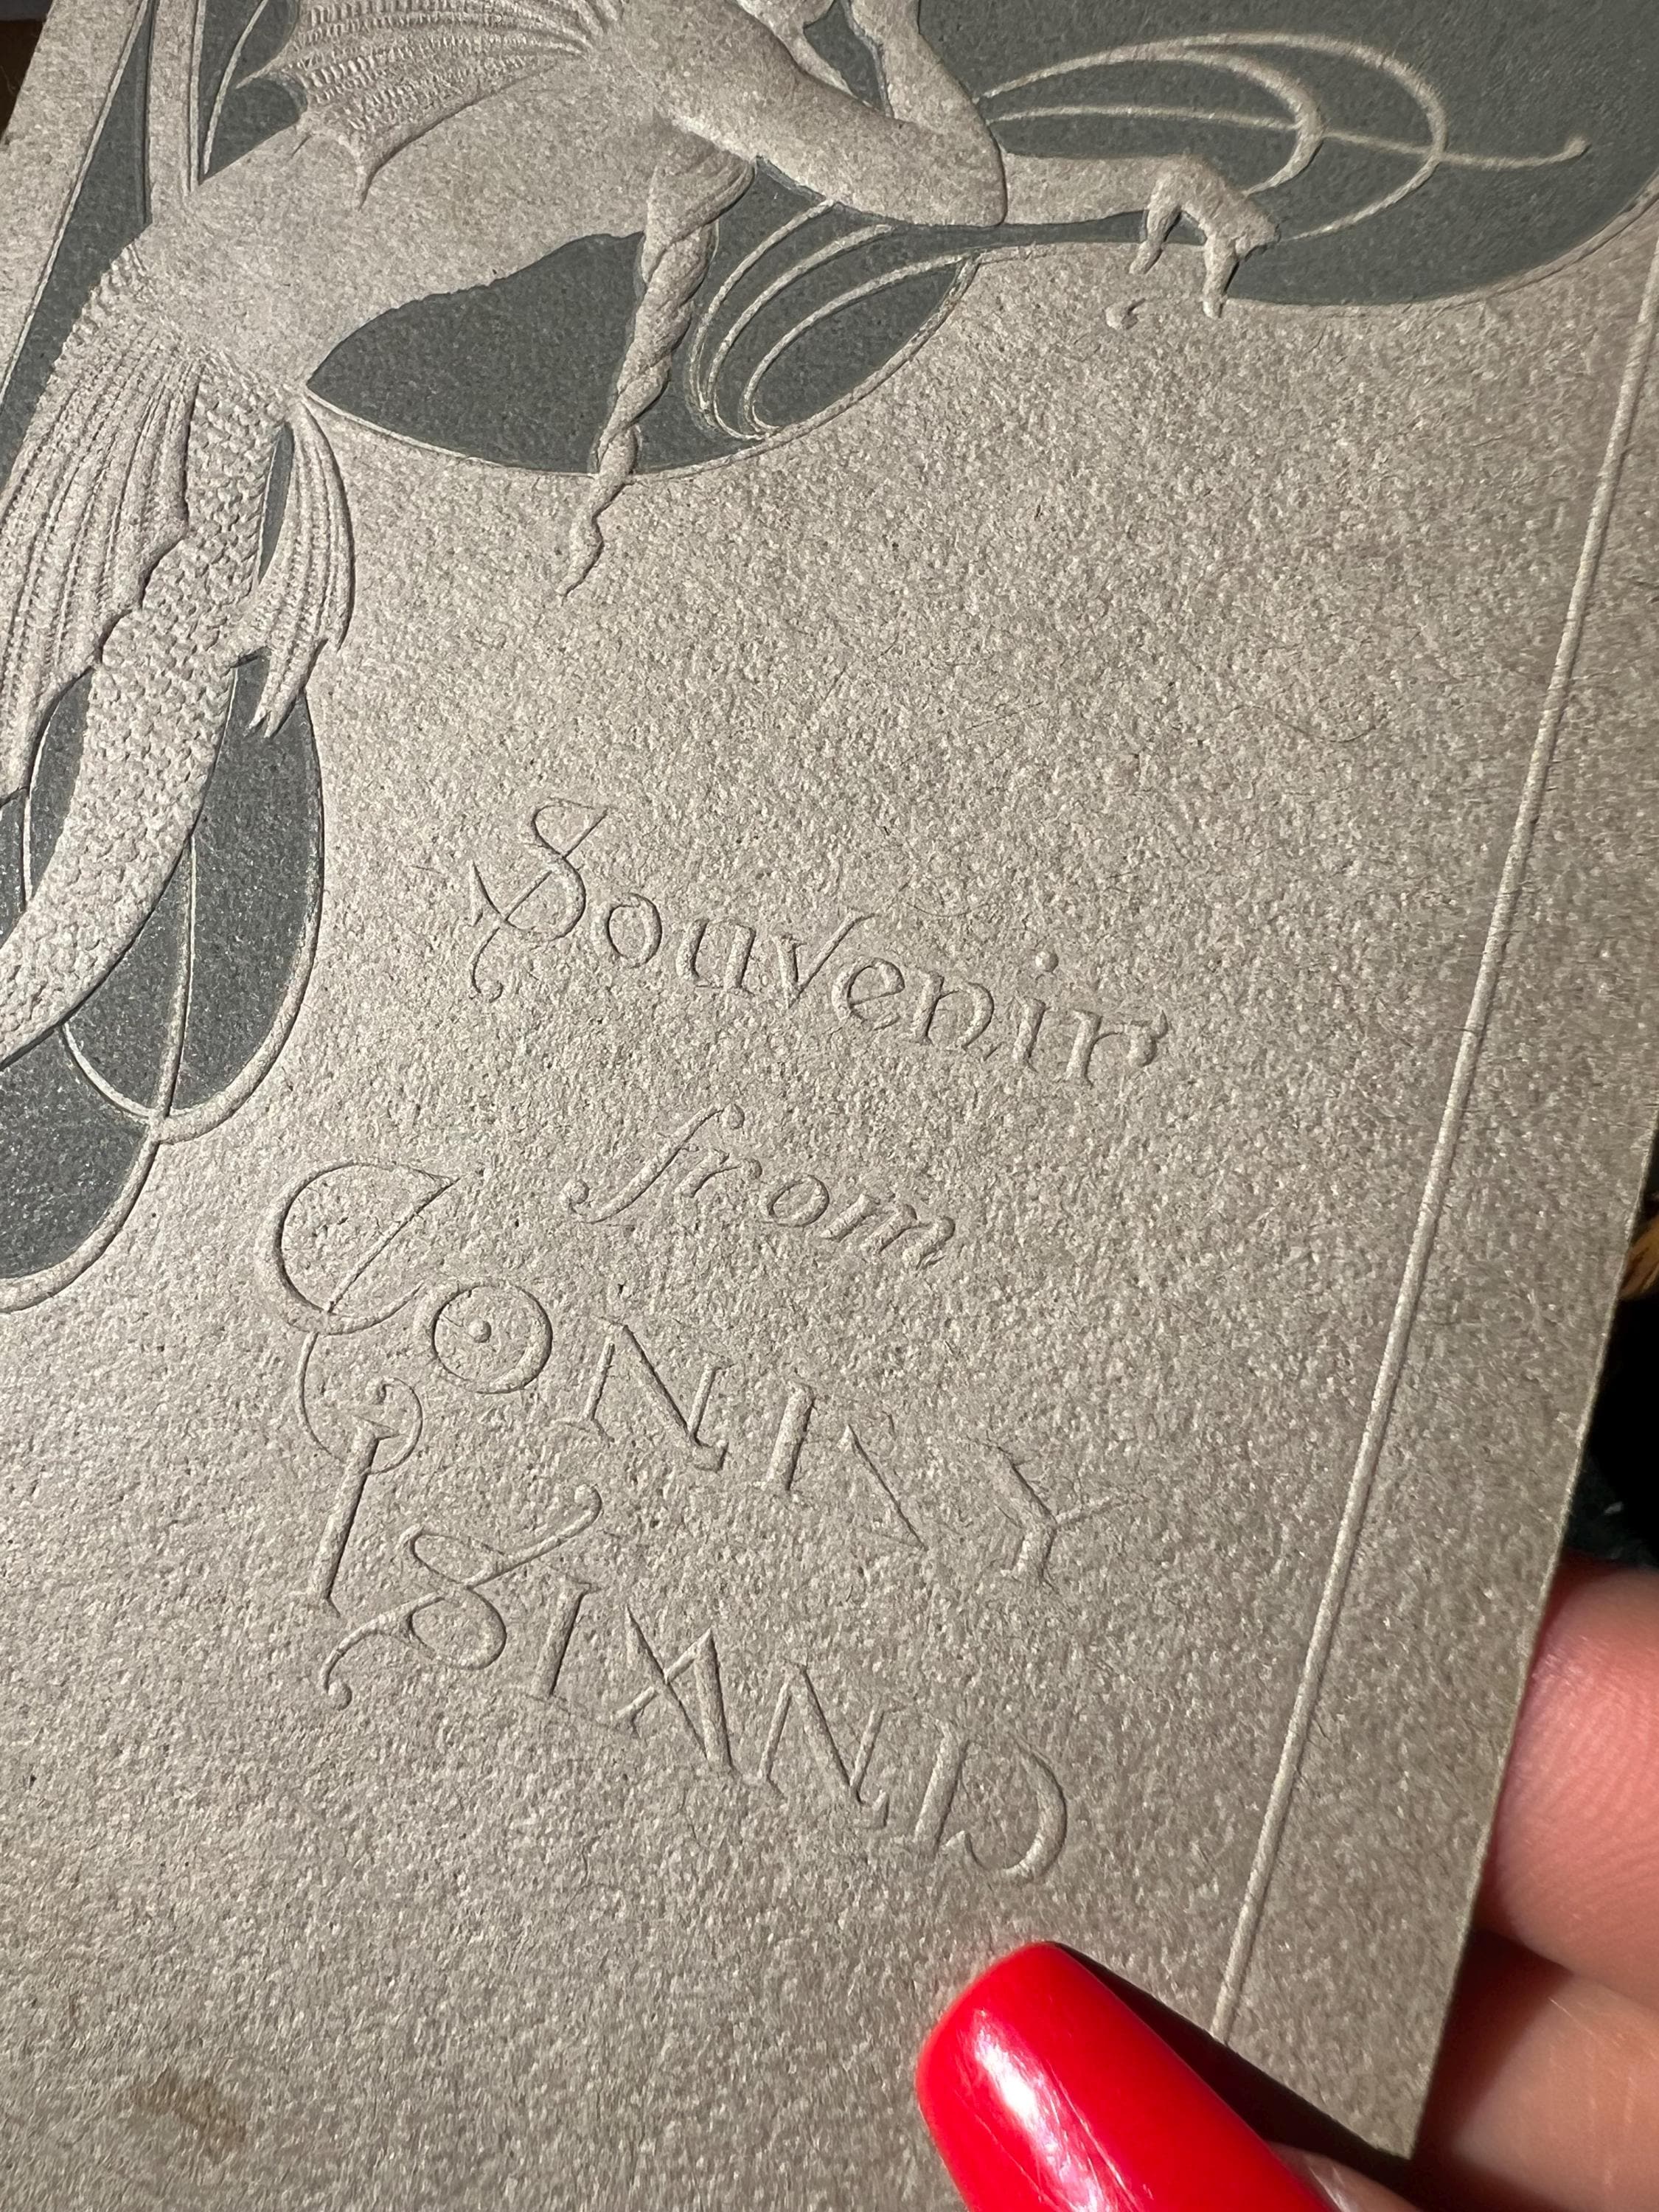 Souvenir
from
CONEY
ISLAND